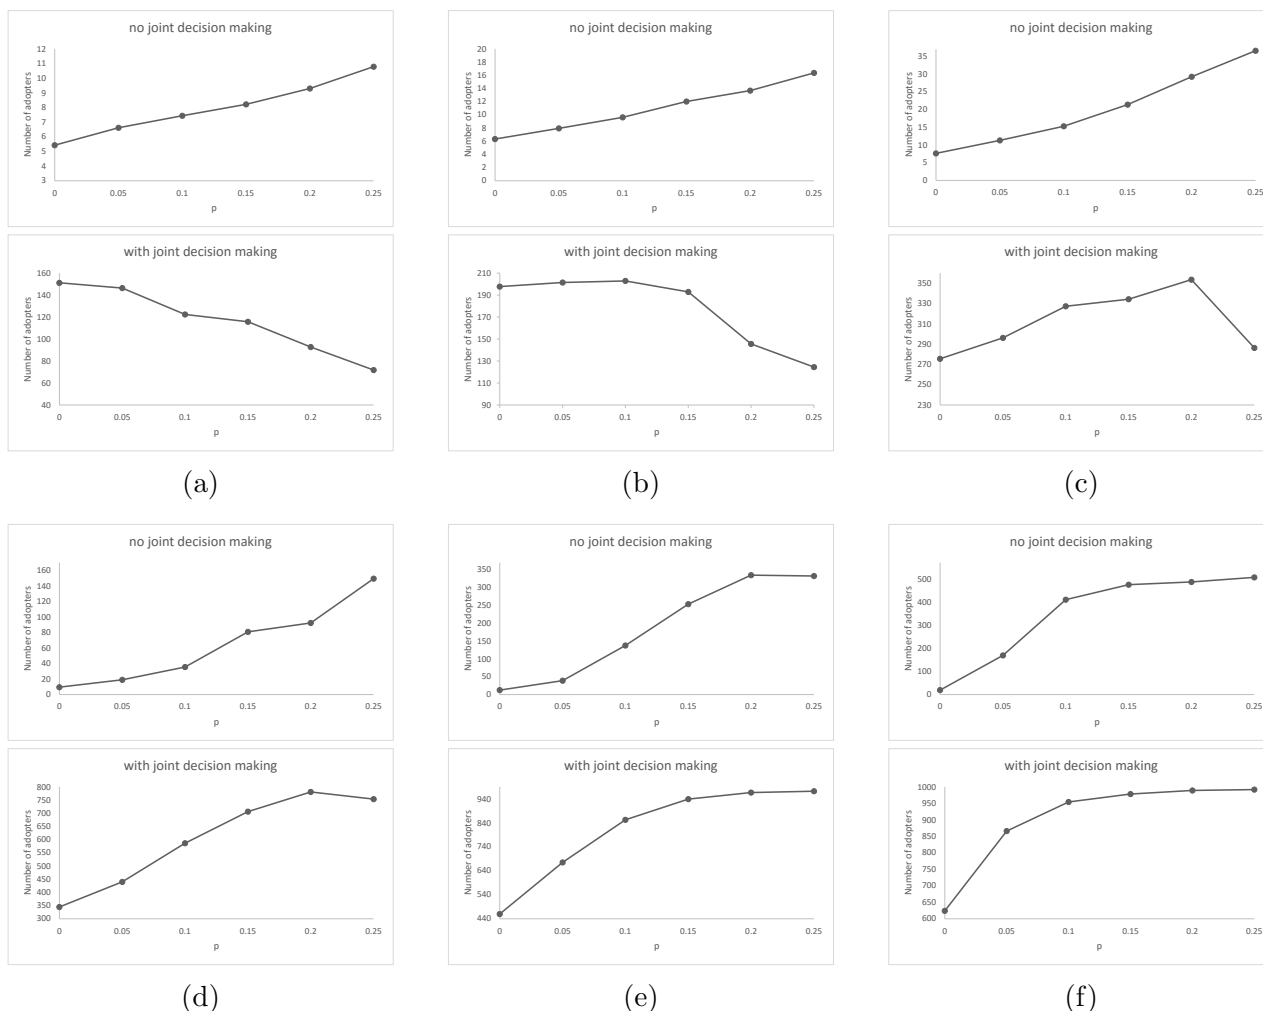 no joint decision making
Number of adopters
12
11
10
9
8
7
6
5
4
3
0 0.05 0.1 0.15 0.2 0.25
p
with joint decision making
Number of adopters
160
140
120
100
80
60
40
0 0.05 0.1 0.15 0.2 0.25
p
(a)
no joint decision making
Number of adopters
20
18
16
14
12
10
8
6
4
2
0
0 0.05 0.1 0.15 0.2 0.25
p
with joint decision making
Number of adopters
210
190
170
150
130
110
90
0 0.05 0.1 0.15 0.2 0.25
p
(b)
no joint decision making
Number of adopters
35
30
25
20
15
10
5
0
0 0.05 0.1 0.15 0.2 0.25
p
with joint decision making
Number of adopters
350
330
310
290
270
250
230
0 0.05 0.1 0.15 0.2 0.25
p
(c)
no joint decision making
Number of adopters
160
140
120
100
80
60
40
20
0
0 0.05 0.1 0.15 0.2 0.25
p
with joint decision making
Number of adopters
800
750
700
650
600
550
500
450
400
350
300
0 0.05 0.1 0.15 0.2 0.25
p
(d)
no joint decision making
Number of adopters
350
300
250
200
150
100
50
0
0 0.05 0.1 0.15 0.2 0.25
p
with joint decision making
Number of adopters
940
840
740
640
540
440
0 0.05 0.1 0.15 0.2 0.25
p
(e)
no joint decision making
Number of adopters
500
400
300
200
100
0
0 0.05 0.1 0.15 0.2 0.25
p
with joint decision making
Number of adopters
1000
950
900
850
800
750
700
650
600
0 0.05 0.1 0.15 0.2 0.25
p
(f)